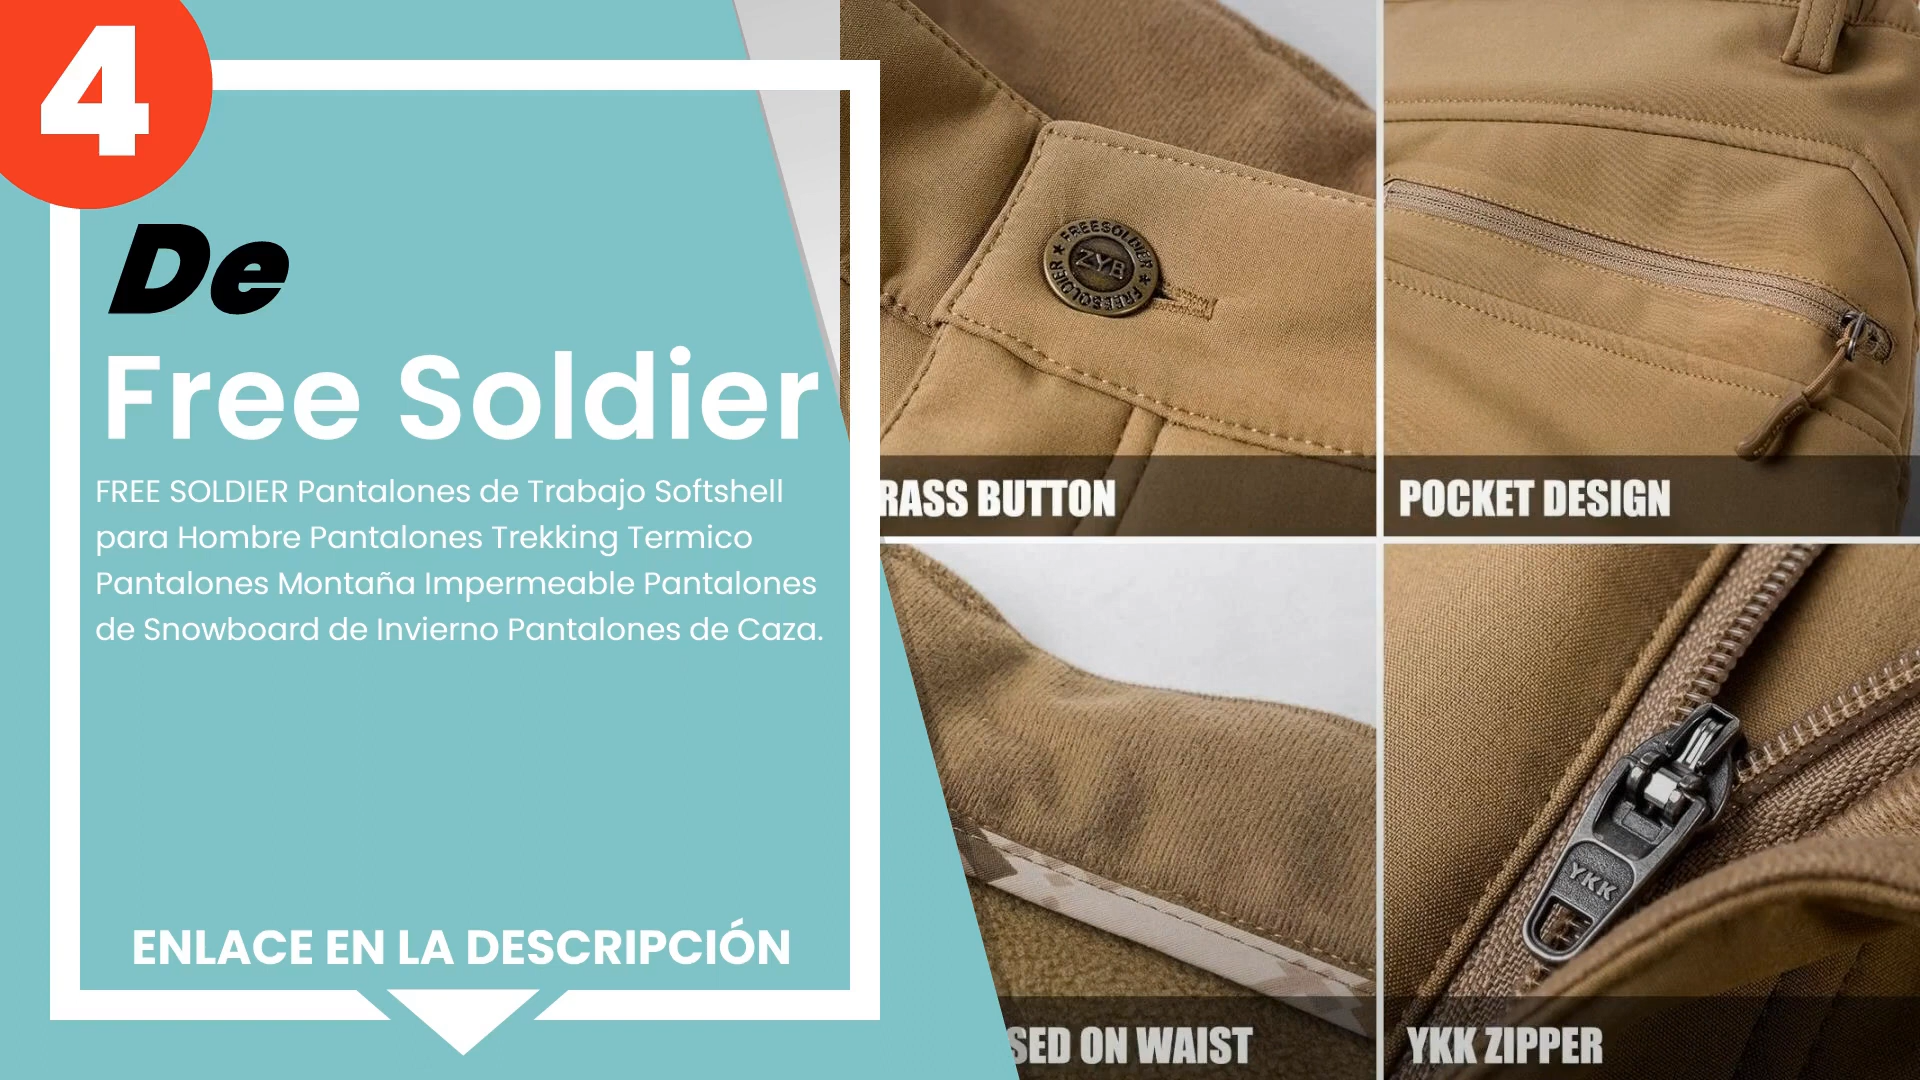 4
De
Free Soldier
FREE SOLDIER Pantalones de Trabajo Softshell
para Hombre Pantalones Trekking Termico
Pantalones Montaña Impermeable Pantalones
de Snowboard de Invierno Pantalones de Caza.
ENLACE EN LA DESCRIPCIÓN
FREESOLDIER
ZYB
FREESOLDIER
RASS BUTTON
POCKET DESIGN
SED ON WAIST
YKK
YKK ZIPPER